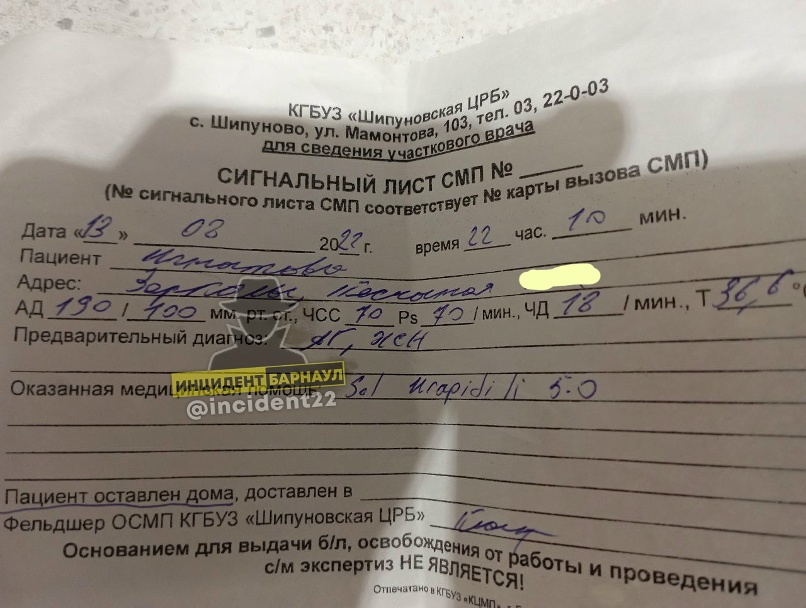 КГБУЗ «Шипуновская ЦРБ»
с. Шипуново, ул. Мамонтова, 103, тел. 03, 22-0-03
для сведения участкового врача
СИГНАЛЬНЫЙ ЛИСТ СМП №
(№ сигнального листа СМП соответствует № карты вызова СМП)
Дата «13» 08 2022 г. время 22 час. 10 мин.
Пациент
Адрес:
АД 190 / 100 мм. рт. ст., ЧСС 70 Ps 70 / мин., ЧД 18 / мин., Т 36,6 °
Предварительный диагноз: АГ,
ИНЦИДЕНТ БАРНАУЛ
Оказанная помощь: Sol 5.0
@incident22
Пациент оставлен дома, доставлен в
Фельдшер ОСМП КГБУЗ «Шипуновская ЦРБ»
Основанием для выдачи б/л, освобождения от работы и проведения
с/м экспертиз НЕ ЯВЛЯЕТСЯ!
Отпечатано в КГБУЗ «КЦМП»